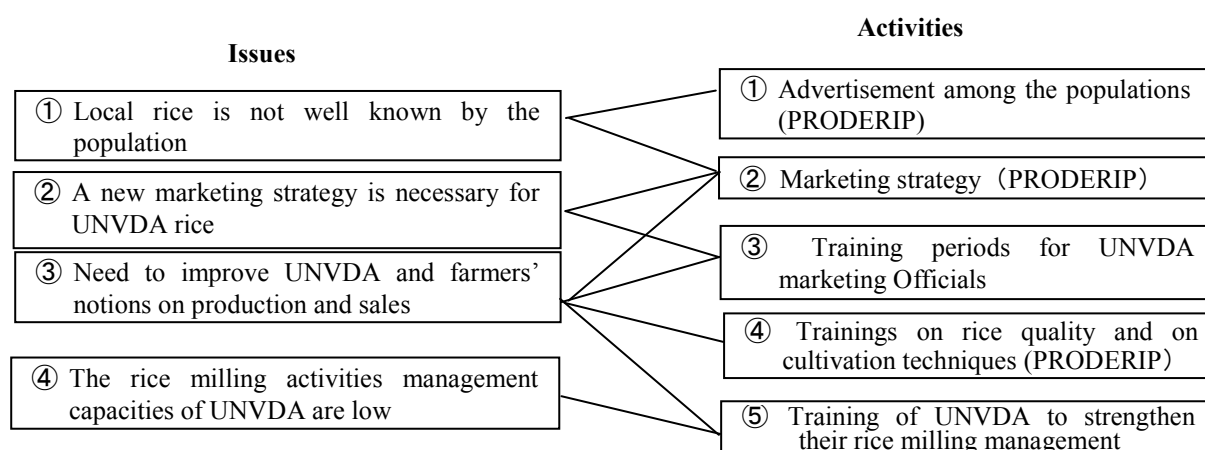 Issues
① Local rice is not well known by the
population
② A new marketing strategy is necessary for
UNVDA rice
③ Need to improve UNVDA and farmers’
notions on production and sales
④ The rice milling activities management
capacities of UNVDA are low
Activities
① Advertisement among the populations
(PRODERIP)
② Marketing strategy（PRODERIP）
③ Training periods for UNVDA
marketing Officials
④ Trainings on rice quality and on
cultivation techniques (PRODERIP）
⑤ Training of UNVDA to strengthen
their rice milling management